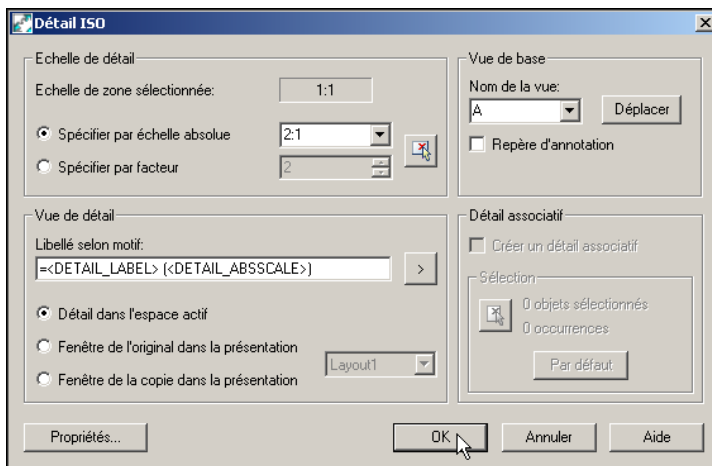 Détail ISO
Echelle de détail
Echelle de zone sélectionnée:
1:1
Spécifier par échelle absolue
2:1
Spécifier par facteur
2
Vue de base
Nom de la vue:
A
Déplacer
Repère d'annotation
Vue de détail
Libellé selon motif:
=<DETAIL_LABEL> (<DETAIL_ABSSCALE>)
>
Détail dans l'espace actif
Fenêtre de l'original dans la présentation
Fenêtre de la copie dans la présentation
Layout1
Détail associatif
Créer un détail associatif
Sélection
0 objets sélectionnés
0 occurrences
Par défaut
Propriétés...
OK
Annuler
Aide